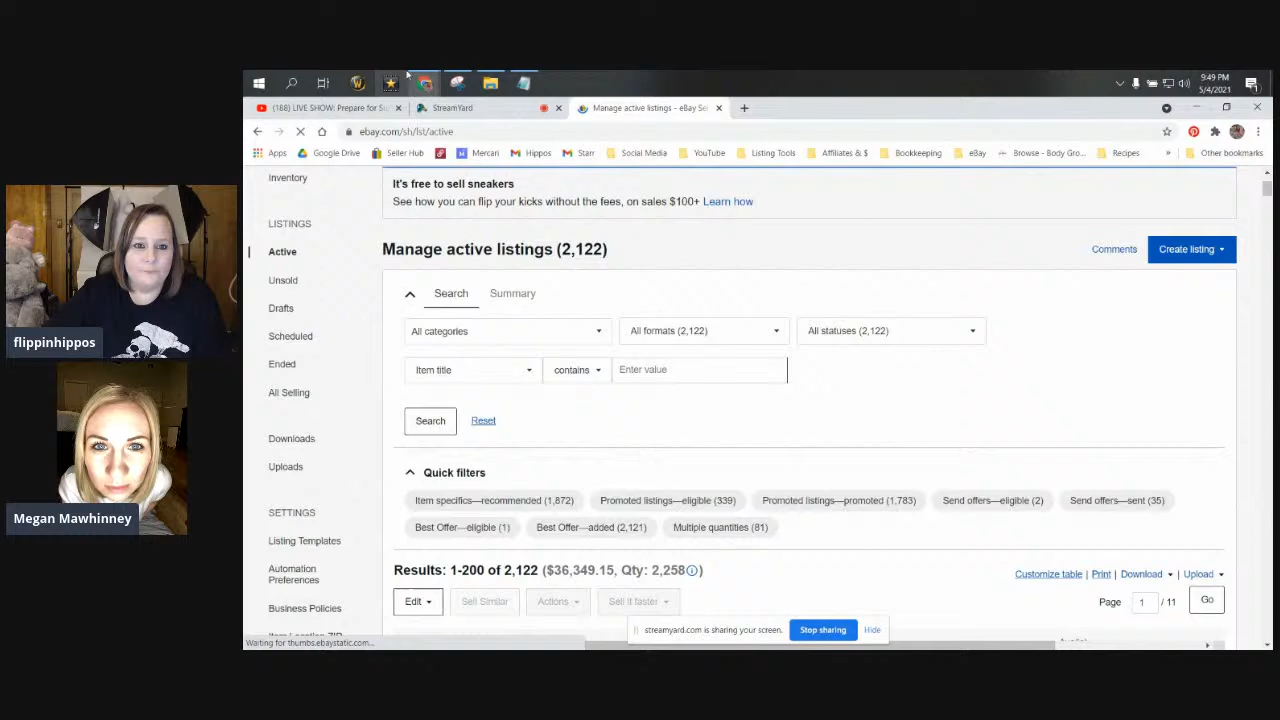 9:49 PM
5/4/2021
(188) LIVE SHOW: Prepare for Su
StreamYard
Manage active listings - eBay Sel
ebay.com/sh/lst/active
Apps Google Drive Seller Hub Mercari Hippos Starr Social Media YouTube Listing Tools Affiliates & $ Bookkeeping eBay Browse - Body Gro... Recipes » Other bookmarks
Inventory
LISTINGS
Active
Unsold
Drafts
Scheduled
Ended
All Selling
Downloads
Uploads
SETTINGS
Listing Templates
Automation
Preferences
Business Policies
It's free to sell sneakers
See how you can flip your kicks without the fees, on sales $100+ Learn how
Manage active listings (2,122)
Comments
Create listing
Search Summary
All categories All formats (2,122) All statuses (2,122)
Item title contains Enter value
Search Reset
Quick filters
Item specifics—recommended (1,872) Promoted listings—eligible (339) Promoted listings—promoted (1,783) Send offers—eligible (2) Send offers—sent (35)
Best Offer—eligible (1) Best Offer—added (2,121) Multiple quantities (81)
Results: 1-200 of 2,122 ($36,349.15, Qty: 2,258)
Customize table | Print | Download | Upload
Edit Sell Similar Actions Sell it faster
Page 1 / 11 Go
streamyard.com is sharing your screen. Stop sharing Hide
Waiting for thumbs.ebaystatic.com...
flippinhippos
Megan Mawhinney